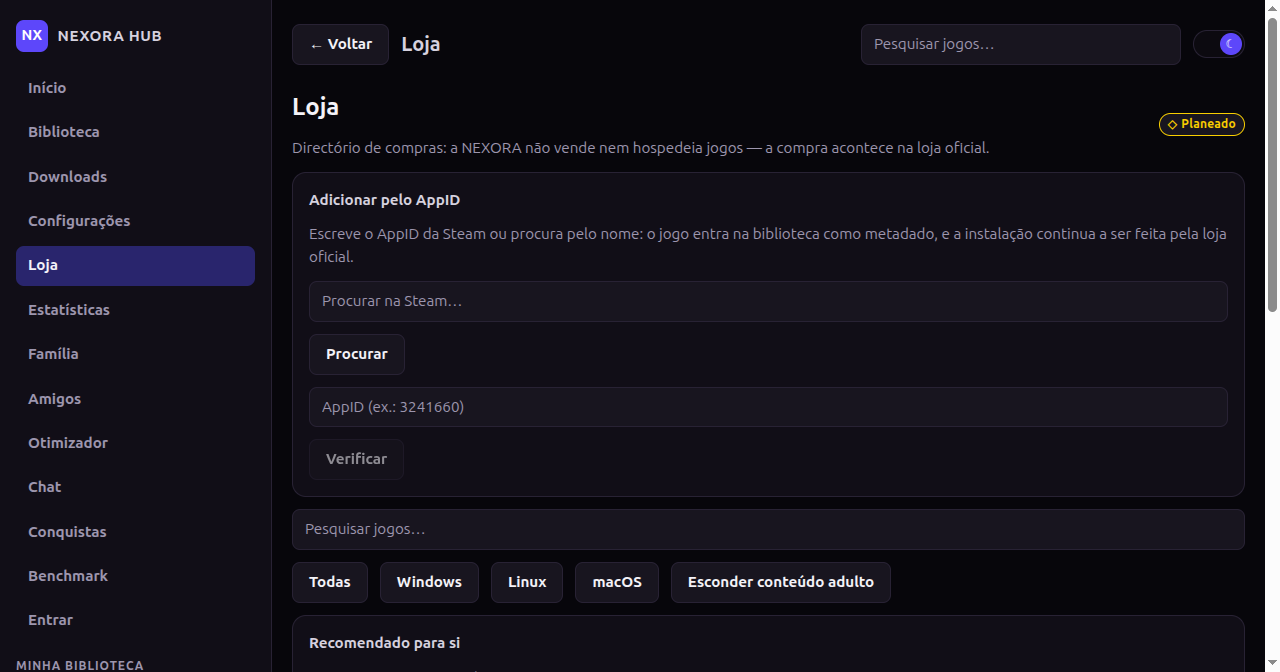 NX NEXORA HUB
Início
Biblioteca
Downloads
Configurações
Loja
Estatísticas
Família
Amigos
Otimizador
Chat
Conquistas
Benchmark
Entrar
MINHA BIBLIOTECA
← Voltar
Loja
Pesquisar jogos…
Loja
◇ Planeado
Directório de compras: a NEXORA não vende nem hospedeia jogos — a compra acontece na loja oficial.
Adicionar pelo AppID
Escreve o AppID da Steam ou procura pelo nome: o jogo entra na biblioteca como metadado, e a instalação continua a ser feita pela loja
oficial.
Procurar na Steam…
Procurar
AppID (ex.: 3241660)
Verificar
Pesquisar jogos…
Todas
Windows
Linux
macOS
Esconder conteúdo adulto
Recomendado para si